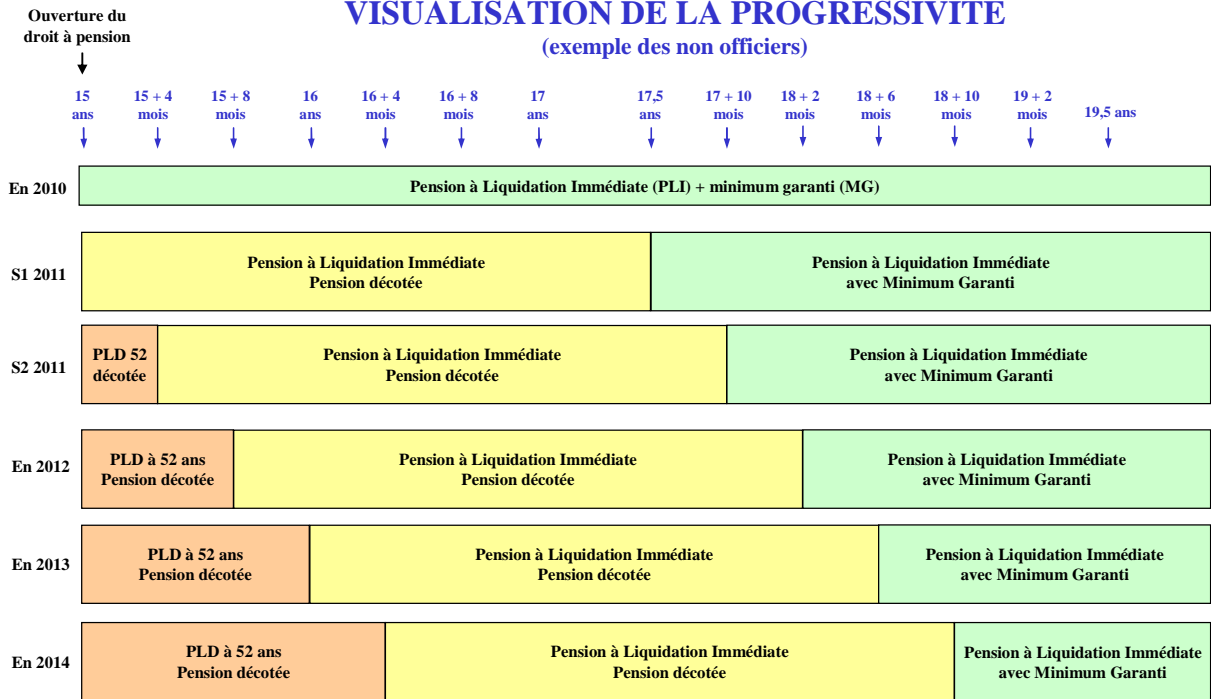 VISUALISATION DE LA PROGRESSIVITE
(exemple des non officiers)
Ouverture du
droit à pension
15
ans
15 + 4
mois
15 + 8
mois
16
ans
16 + 4
mois
16 + 8
mois
17
ans
17,5
ans
17 + 10
mois
18 + 2
mois
18 + 6
mois
18 + 10
mois
19 + 2
mois
19,5 ans
En 2010
Pension à Liquidation Immédiate (PLI) + minimum garanti (MG)
S1 2011
Pension à Liquidation Immédiate
Pension décotée
Pension à Liquidation Immédiate
avec Minimum Garanti
S2 2011
PLD 52
décotée
Pension à Liquidation Immédiate
Pension décotée
Pension à Liquidation Immédiate
avec Minimum Garanti
En 2012
PLD à 52 ans
Pension décotée
Pension à Liquidation Immédiate
Pension décotée
Pension à Liquidation Immédiate
avec Minimum Garanti
En 2013
PLD à 52 ans
Pension décotée
Pension à Liquidation Immédiate
Pension décotée
Pension à Liquidation Immédiate
avec Minimum Garanti
En 2014
PLD à 52 ans
Pension décotée
Pension à Liquidation Immédiate
Pension décotée
Pension à Liquidation Immédiate
avec Minimum Garanti